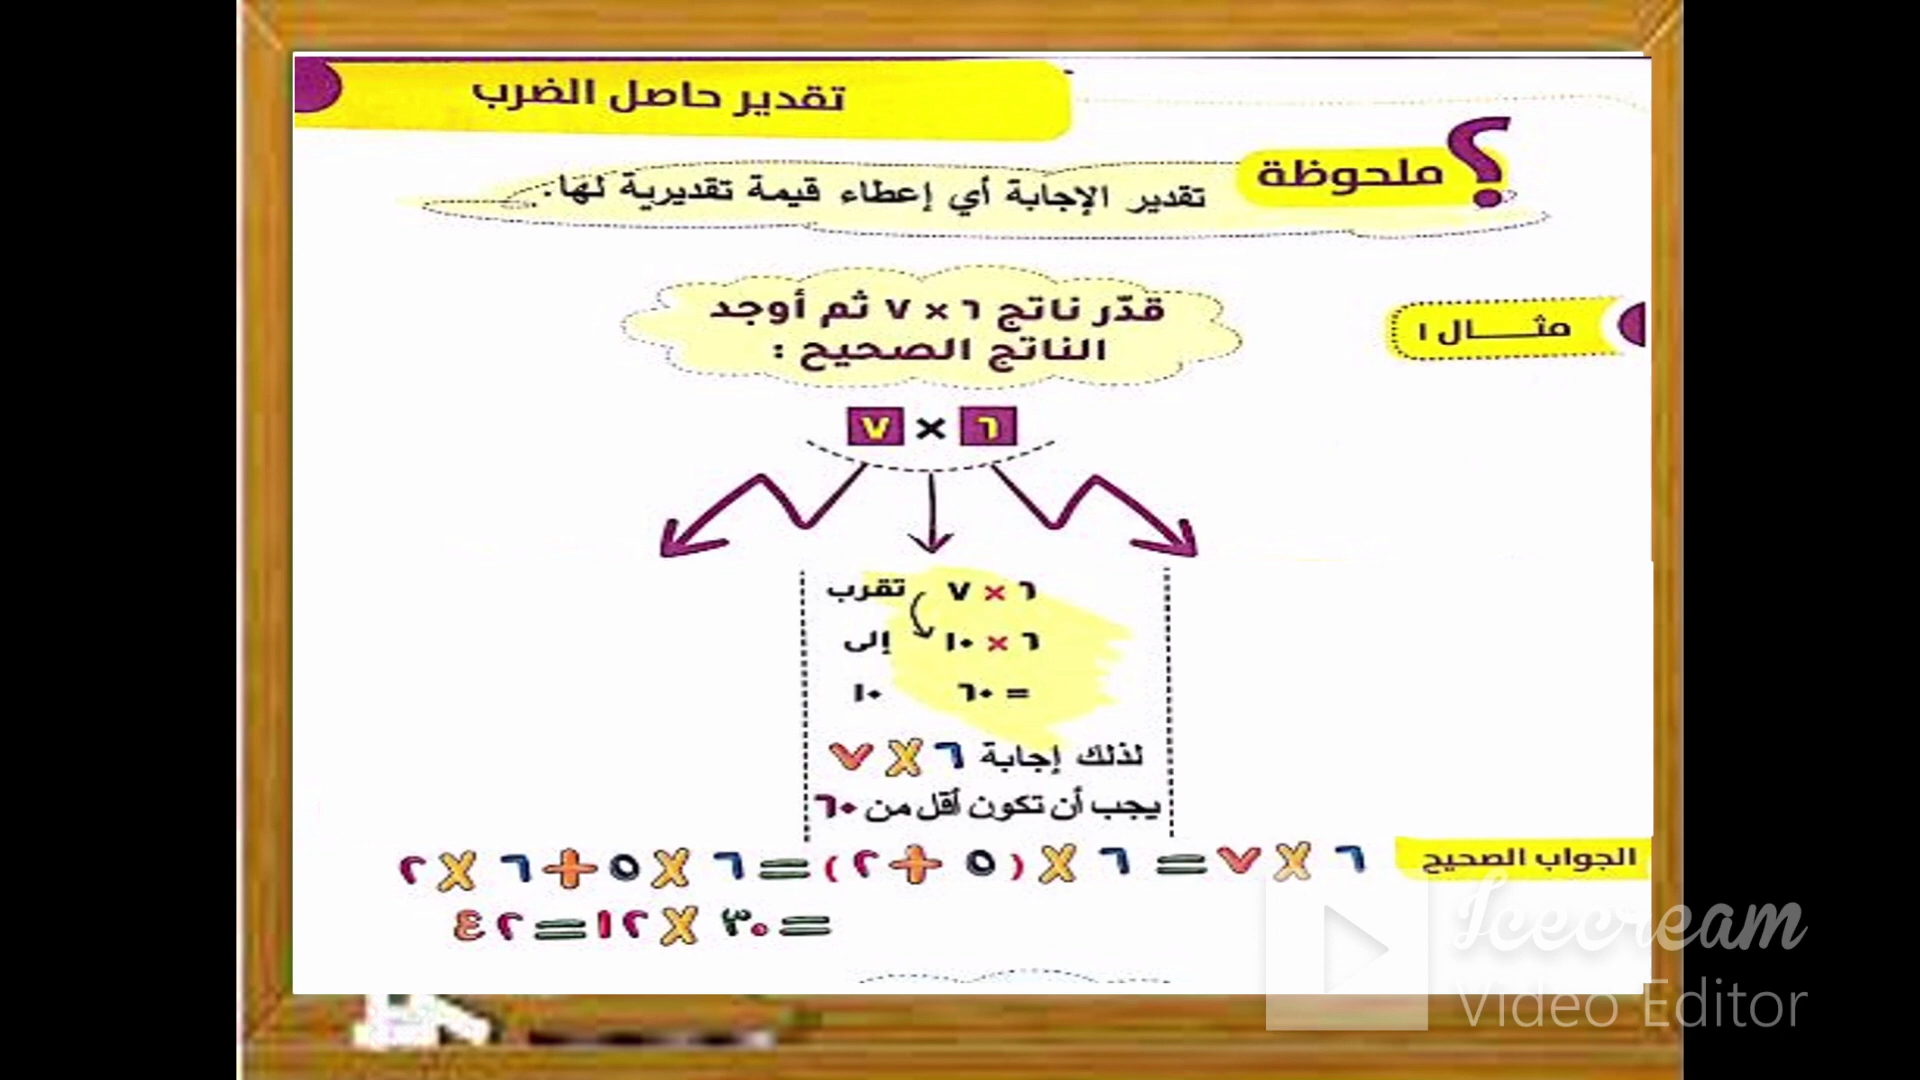 تقدير حاصل الضرب
ملحوظة ؟
تقدير الإجابة أي إعطاء قيمة تقديرية لها.
مثال ١
قدّر ناتج ٦ × ٧ ثم أوجد
الناتج الصحيح :
٦ × ٧
٦ × ٧ تقرب
٦ × ١٠ إلى
= ٦٠ ١٠
لذلك إجابة ٦ × ٧
يجب أن تكون أقل من ٦٠
الجواب الصحيح
٦ × ٧ = ٦ × (٥ + ٢) = ٦ × ٥ + ٦ × ٢
= ٣٠ × ١٢ = ٤٢
Icecream
Video Editor